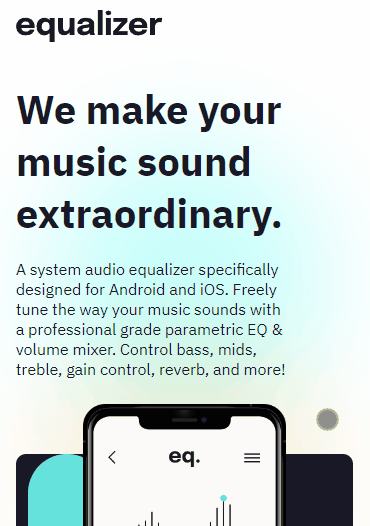 equalizer
We make your
music sound
extraordinary.
A system audio equalizer specifically
designed for Android and iOS. Freely
tune the way your music sounds with
a professional grade parametric EQ &
volume mixer. Control bass, mids,
treble, gain control, reverb, and more!
eq.